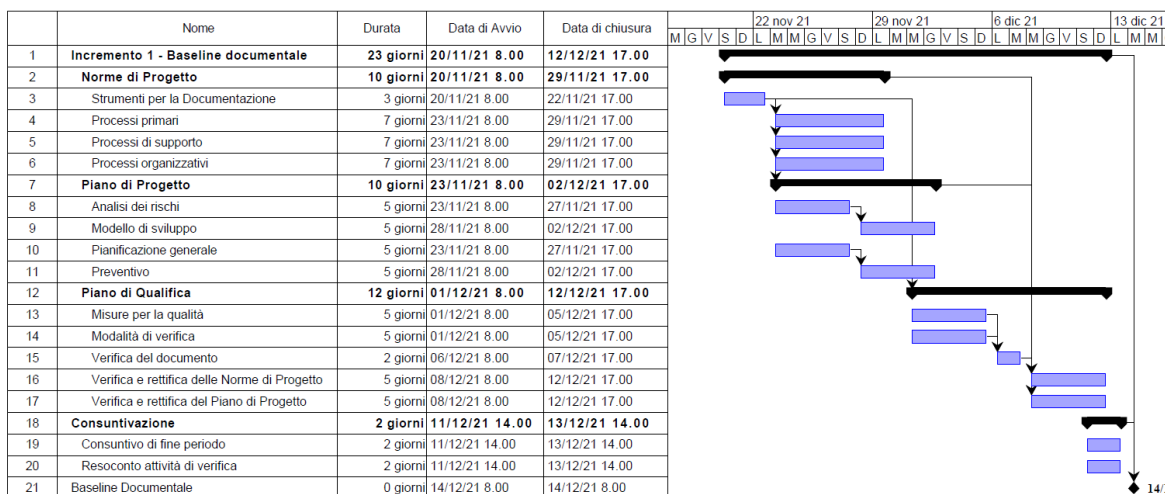 Nome Durata Data di Avvio Data di chiusura 22 nov 21 29 nov 21 6 dic 21 13 dic 21
M G V S D L M M G V S D L M M G V S D L M M G V S D L M M
1 Incremento 1 - Baseline documentale 23 giorni 20/11/21 8.00 12/12/21 17.00
2 Norme di Progetto 10 giorni 20/11/21 8.00 29/11/21 17.00
3 Strumenti per la Documentazione 3 giorni 20/11/21 8.00 22/11/21 17.00
4 Processi primari 7 giorni 23/11/21 8.00 29/11/21 17.00
5 Processi di supporto 7 giorni 23/11/21 8.00 29/11/21 17.00
6 Processi organizzativi 7 giorni 23/11/21 8.00 29/11/21 17.00
7 Piano di Progetto 10 giorni 23/11/21 8.00 02/12/21 17.00
8 Analisi dei rischi 5 giorni 23/11/21 8.00 27/11/21 17.00
9 Modello di sviluppo 5 giorni 28/11/21 8.00 02/12/21 17.00
10 Pianificazione generale 5 giorni 23/11/21 8.00 27/11/21 17.00
11 Preventivo 5 giorni 28/11/21 8.00 02/12/21 17.00
12 Piano di Qualifica 12 giorni 01/12/21 8.00 12/12/21 17.00
13 Misure per la qualità 5 giorni 01/12/21 8.00 05/12/21 17.00
14 Modalità di verifica 5 giorni 01/12/21 8.00 05/12/21 17.00
15 Verifica del documento 2 giorni 06/12/21 8.00 07/12/21 17.00
16 Verifica e rettifica delle Norme di Progetto 5 giorni 08/12/21 8.00 12/12/21 17.00
17 Verifica e rettifica del Piano di Progetto 5 giorni 08/12/21 8.00 12/12/21 17.00
18 Consuntivazione 2 giorni 11/12/21 14.00 13/12/21 14.00
19 Consuntivo di fine periodo 2 giorni 11/12/21 14.00 13/12/21 14.00
20 Resoconto attività di verifica 2 giorni 11/12/21 14.00 13/12/21 14.00
21 Baseline Documentale 0 giorni 14/12/21 8.00 14/12/21 8.00